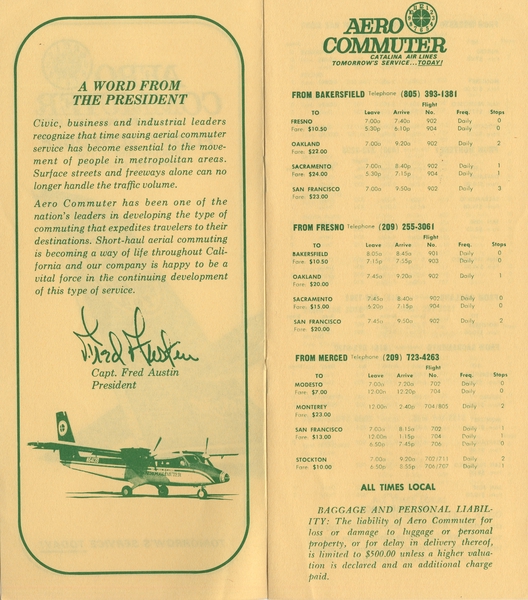 A WORD FROM
THE PRESIDENT
Civic, business and industrial leaders
recognize that time saving aerial commuter
service has become essential to the move-
ment of people in metropolitan areas.
Surface streets and freeways alone can no
longer handle the traffic volume.
Aero Commuter has been one of the
nation's leaders in developing the type of
commuting that expedites travelers to their
destinations. Short-haul aerial commuting
is becoming a way of life throughout Cali-
fornia and our company is happy to be a
vital force in the continuing development
of this type of service.
Fred Austin
Capt. Fred Austin
President
AERO
COMMUTER
CATALINA AIR LINES
TOMORROW'S SERVICE...TODAY!
FROM BAKERSFIELD Telephone (805) 393-1381
Flight
TO Leave Arrive No. Freq. Stops
FRESNO 7:00a 7:40a 902 Daily 0
Fare: $10.50 5:30p 6:10p 904 Daily 0
OAKLAND 7:00a 9:20a 902 Daily 2
Fare: $22.00
SACRAMENTO 7:00a 8:40p 902 Daily 1
Fare: $24.00 5:30p 7:15p 904 Daily 1
SAN FRANCISCO 7:00a 9:50a 902 Daily 3
Fare: $23.00
FROM FRESNO Telephone (209) 255-3061
Flight
TO Leave Arrive No. Freq. Stops
BAKERSFIELD 8:05a 8:45a 901 Daily 0
Fare: $10.50 7:15p 7:55p 903 Daily 0
OAKLAND 7:45a 9:20a 902 Daily 1
Fare: $20.00
SACRAMENTO 7:45a 8:40a 902 Daily 0
Fare: $15.00 6:20p 7:15p 904 Daily 0
SAN FRANCISCO 7:45a 9:50a 902 Daily 2
Fare: $20.00
FROM MERCED Telephone (209) 723-4263
Flight
TO Leave Arrive No. Freq. Stops
MODESTO 7:00a 7:20a 702 Daily 0
Fare: $7.00 12:00n 12:20p 704 Daily 0
MONTEREY 12:00n 2:40p 704/805 Daily 2
Fare: $23.00
SAN FRANCISCO 7:00a 8:15a 702 Daily 1
Fare: $13.00 12:00n 1:15p 704 Daily 1
6:50p 7:45p 706 Daily 0
STOCKTON 7:00a 9:20a 702/711 Daily 2
Fare: $10.00 6:50p 706/707 Daily 1
ALL TIMES LOCAL
BAGGAGE AND PERSONAL LIABIL-
ITY: The liability of Aero Commuter for
loss or damage to luggage or personal
property, or for delay in delivery thereof,
is limited to $500.00 unless a higher valua-
tion is declared and an additional charge
paid.